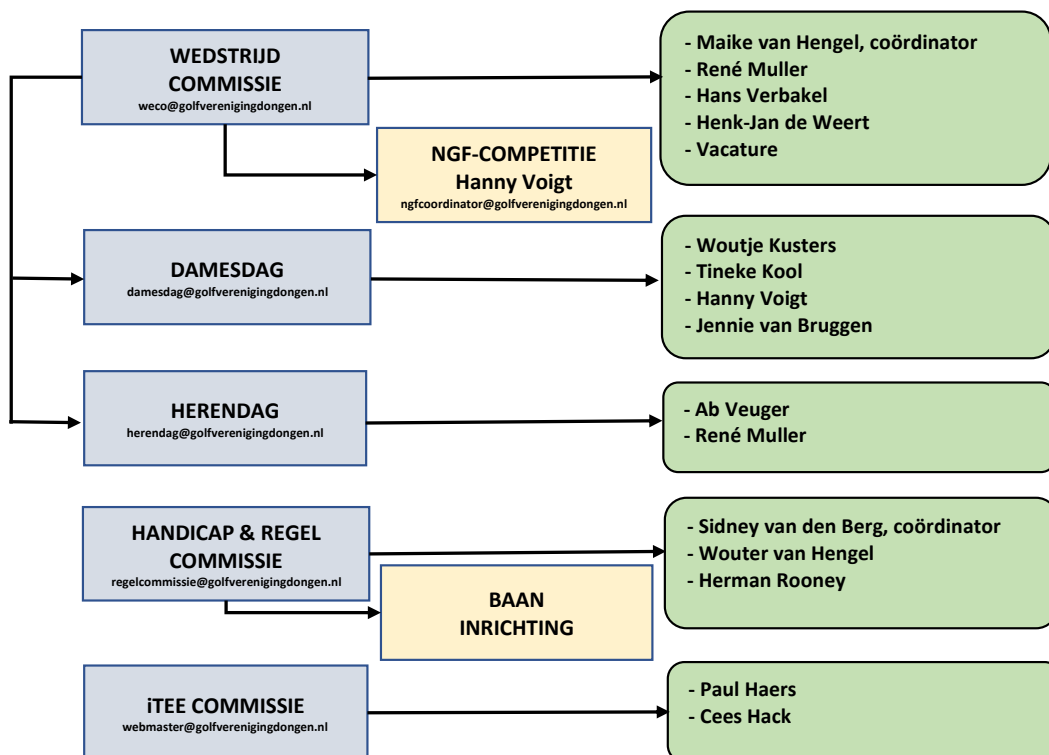 WEDSTRIJD
COMMISSIE
weco@golfverenigingdongen.nl
- Maike van Hengel, coördinator
- René Muller
- Hans Verbakel
- Henk-Jan de Weert
- Vacature
NGF-COMPETITIE
Hanny Voigt
ngfcoordinator@golfverenigingdongen.nl
DAMESDAG
damesdag@golfverenigingdongen.nl
- Woutje Kusters
- Tineke Kool
- Hanny Voigt
- Jennie van Bruggen
HERENDAG
herendag@golfverenigingdongen.nl
- Ab Veuger
- René Muller
HANDICAP & REGEL
COMMISSIE
regelcommissie@golfverenigingdongen.nl
- Sidney van den Berg, coördinator
- Wouter van Hengel
- Herman Rooney
BAAN
INRICHTING
iTEE COMMISSIE
webmaster@golfverenigingdongen.nl
- Paul Haers
- Cees Hack